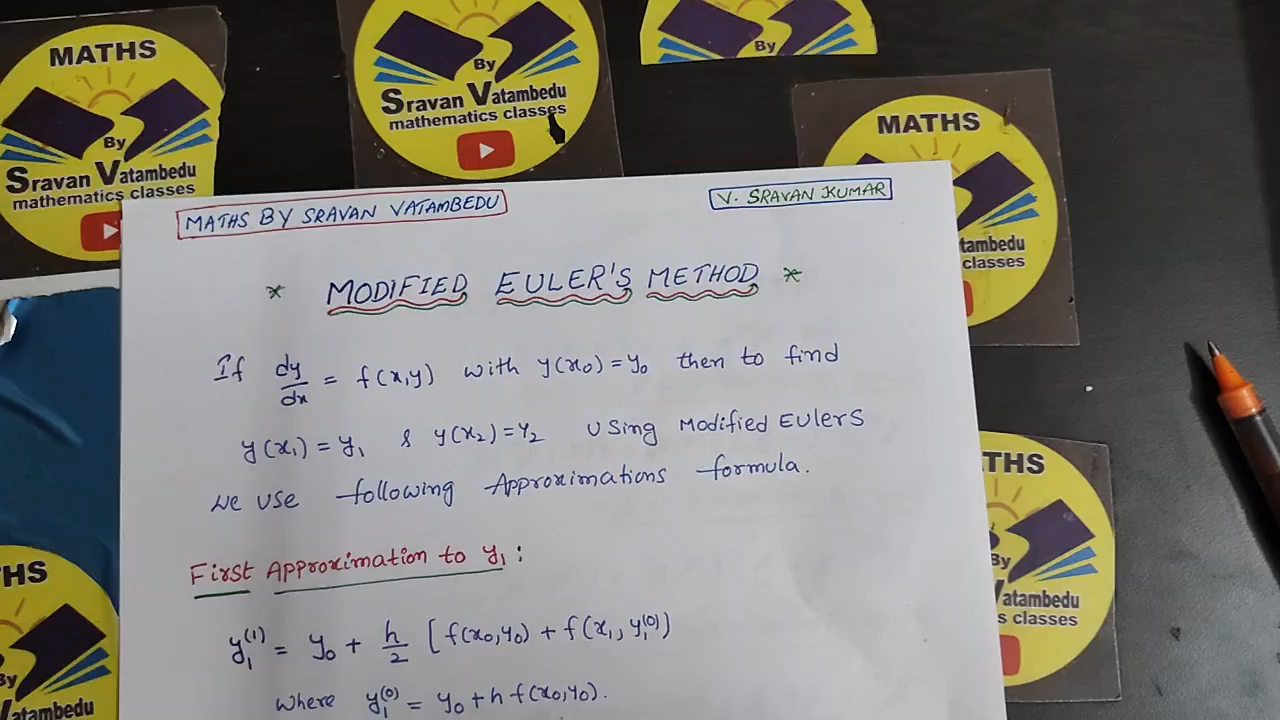 MATHS
By
Sravan Vatambedu
mathematics classes
By
Sravan Vatambedu
mathematics classes
By
MATHS
tambedu
classes
MATHS BY SRAVAN VATAMBEDU
V. SRAVAN KUMAR
* MODIFIED EULER'S METHOD *
If dy/dx = f(x,y) with y(x₀)=y₀ then to find
y(x₁)=y₁ & y(x₂)=y₂ using Modified Eulers
We use following Approximations formula.
First Approximation to y₁:
y₁⁽¹⁾ = y₀ + h/2 [f(x₀,y₀) + f(x₁, y₁⁽⁰⁾)]
where y₁⁽⁰⁾ = y₀ + h f(x₀,y₀).
THS
By
Vatambedu
s classes
HS
By
Vatambedu